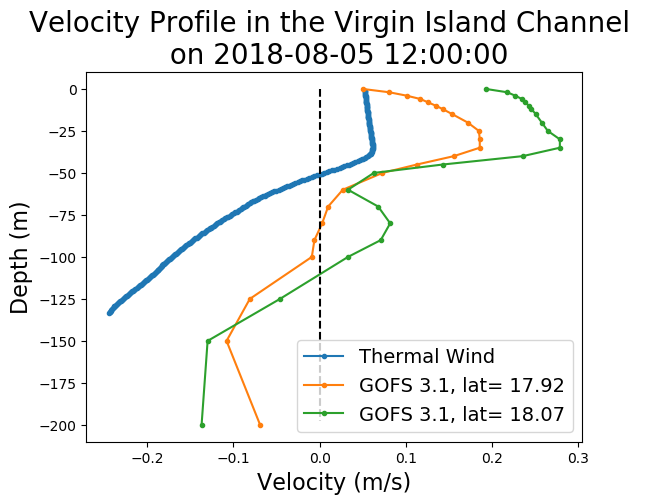 Velocity Profile in the Virgin Island Channel
on 2018-08-05 12:00:00
0
−25
−50
−75
−100
−125
−150
−175
−200
Depth (m)
Thermal Wind
GOFS 3.1, lat= 17.92
GOFS 3.1, lat= 18.07
−0.2 −0.1 0.0 0.1 0.2 0.3
Velocity (m/s)